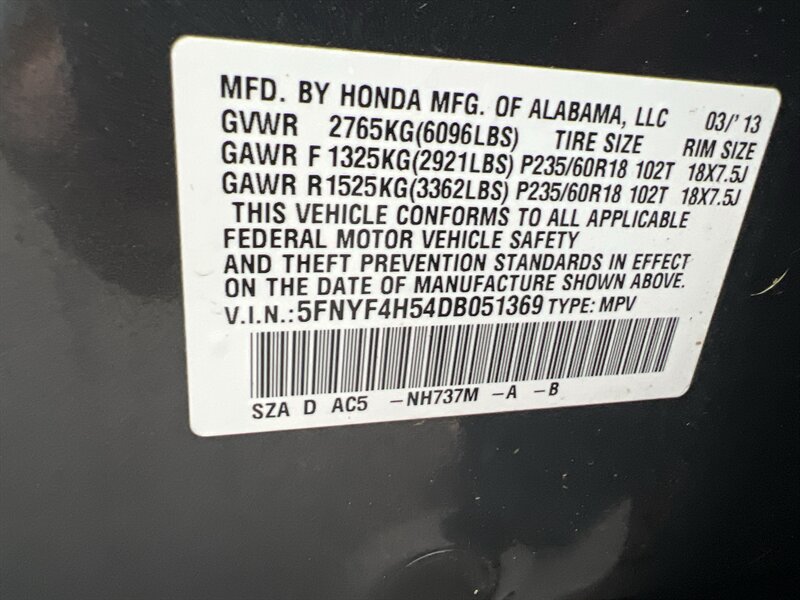 MFD. BY HONDA MFG. OF ALABAMA, LLC 03/'13
GVWR 2765KG(6096LBS) TIRE SIZE RIM SIZE
GAWR F 1325KG(2921LBS) P235/60R18 102T 18X7.5J
GAWR R 1525KG(3362LBS) P235/60R18 102T 18X7.5J
THIS VEHICLE CONFORMS TO ALL APPLICABLE
FEDERAL MOTOR VEHICLE SAFETY
AND THEFT PREVENTION STANDARDS IN EFFECT
ON THE DATE OF MANUFACTURE SHOWN ABOVE.
V.I.N.: 5FNYF4H54DB051369 TYPE: MPV
SZA D AC5 -NH737M -A -B